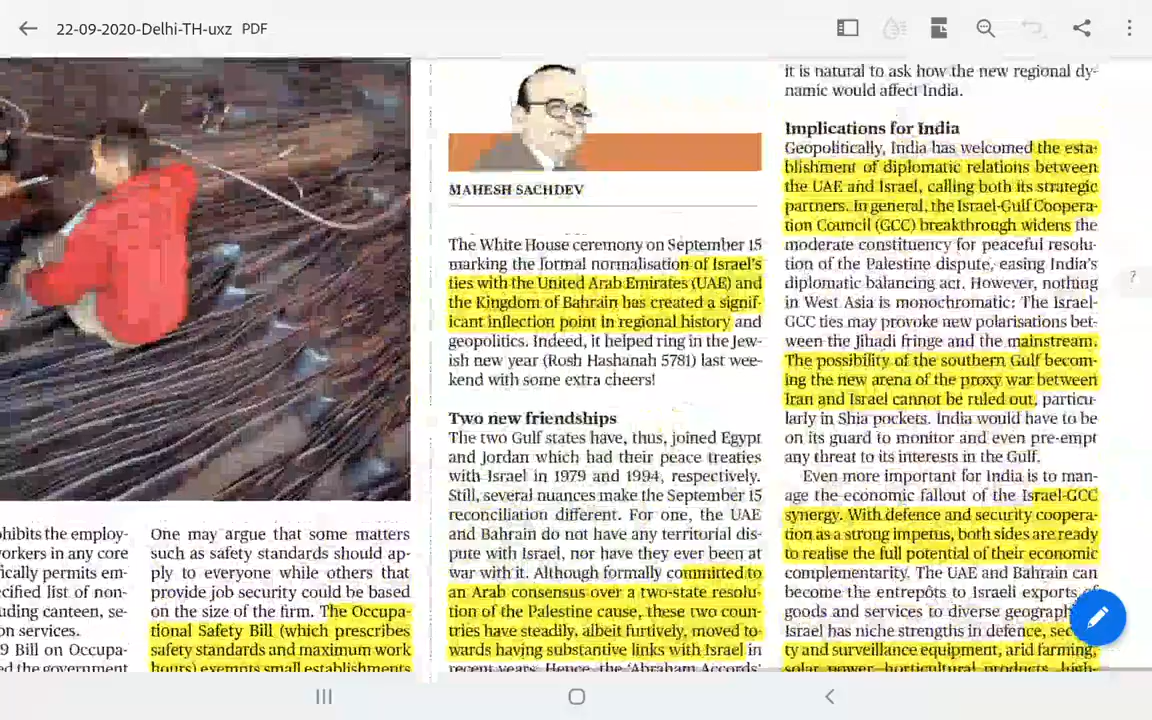 22-09-2020-Delhi-TH-uxz PDF
hibits the employ-
orkers in any core
ically permits em-
cified list of non-
uding canteen, se-
on services.
9 Bill on Occupa-
ed the government
One may argue that some matters
such as safety standards should ap-
ply to everyone while others that
provide job security could be based
on the size of the firm. The Occupa-
tional Safety Bill (which prescribes
safety standards and maximum work
hours) exempts small establishments
MAHESH SACHDEV
The White House ceremony on September 15
marking the formal normalisation of Israel's
ties with the United Arab Emirates (UAE) and
the Kingdom of Bahrain has created a signif-
icant inflection point in regional history and
geopolitics. Indeed, it helped ring in the Jew-
ish new year (Rosh Hashanah 5781) last wee-
kend with some extra cheers!
Two new friendships
The two Gulf states have, thus, joined Egypt
and Jordan which had their peace treaties
with Israel in 1979 and 1994, respectively.
Still, several nuances make the September 15
reconciliation different. For one, the UAE
and Bahrain do not have any territorial dis-
pute with Israel, nor have they ever been at
war with it. Although formally committed to
an Arab consensus over a two-state resolu-
tion of the Palestine cause, these two coun-
tries have steadily, albeit furtively, moved to-
wards having substantive links with Israel in
recent years. Hence, the 'Abraham Accords'
it is natural to ask how the new regional dy-
namic would affect India.
Implications for India
Geopolitically, India has welcomed the esta-
blishment of diplomatic relations between
the UAE and Israel, calling both its strategic
partners. In general, the Israel-Gulf Coopera-
tion Council (GCC) breakthrough widens the
moderate constituency for peaceful resolu-
tion of the Palestine dispute, easing India's
diplomatic balancing act. However, nothing
in West Asia is monochromatic: The Israel-
GCC ties may provoke new polarisations bet-
ween the Jihadi fringe and the mainstream.
The possibility of the southern Gulf becom-
ing the new arena of the proxy war between
Iran and Israel cannot be ruled out, particu-
larly in Shia pockets. India would have to be
on its guard to monitor and even pre-empt
any threat to its interests in the Gulf.
Even more important for India is to man-
age the economic fallout of the Israel-GCC
synergy. With defence and security coopera-
tion as a strong impetus, both sides are ready
to realise the full potential of their economic
complementarity. The UAE and Bahrain can
become the entrepôts to Israeli exports of
goods and services to diverse geograph
Israel has niche strengths in defence, sec
ty and surveillance equipment, arid farming,
solar power, horticultural products, high-
?